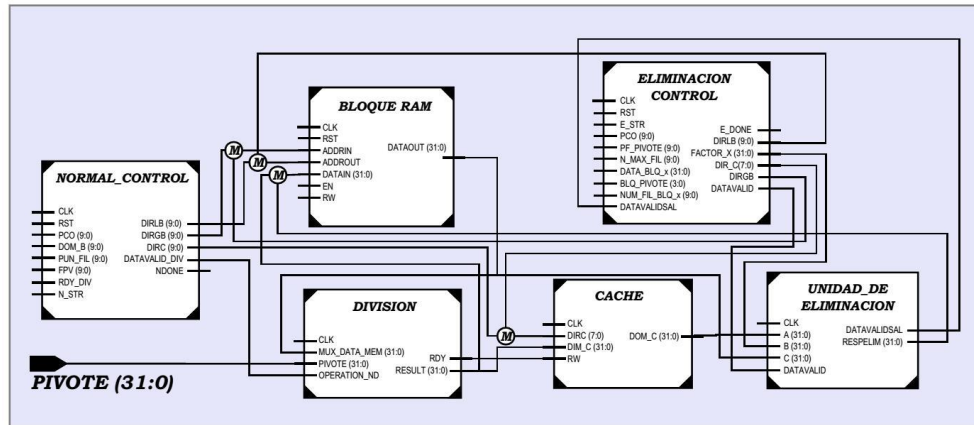 NORMAL_CONTROL
CLK
RST
PCO (9:0)
DOM_B (9:0)
PUN_FIL (9:0)
FPV (9:0)
RDY_DIV
N_STR
DIRLB (9:0)
DIRGB (9:0)
DIRC (9:0)
DATAVALID_DIV
NDONE
M
M
M
BLOQUE RAM
CLK
RST
ADDRIN
ADDROUT
DATAIN (31:0)
EN
RW
DATAOUT (31:0)
ELIMINACION
CONTROL
CLK
RST
E_STR
PCO (9:0)
PF_PIVOTE (9:0)
N_MAX_FIL (9:0)
DATA_BLQ_x (31:0)
BLQ_PIVOTE (3:0)
NUM_FIL_BLQ_x (9:0)
DATAVALIDSAL
E_DONE
DIRLB (9:0)
FACTOR_X (31:0)
DIR_C(7:0)
DIRGB
DATAVALID
PIVOTE (31:0)
DIVISION
CLK
MUX_DATA_MEM (31:0)
PIVOTE (31:0)
OPERATION_ND
RDY
RESULT (31:0)
M
CACHE
CLK
DIRC (7:0)
DIM_C (31:0)
RW
DOM_C (31:0)
UNIDAD_DE
ELIMINACION
CLK
A (31:0)
B (31:0)
C (31:0)
DATAVALID
DATAVALIDSAL
RESPELIM (31:0)